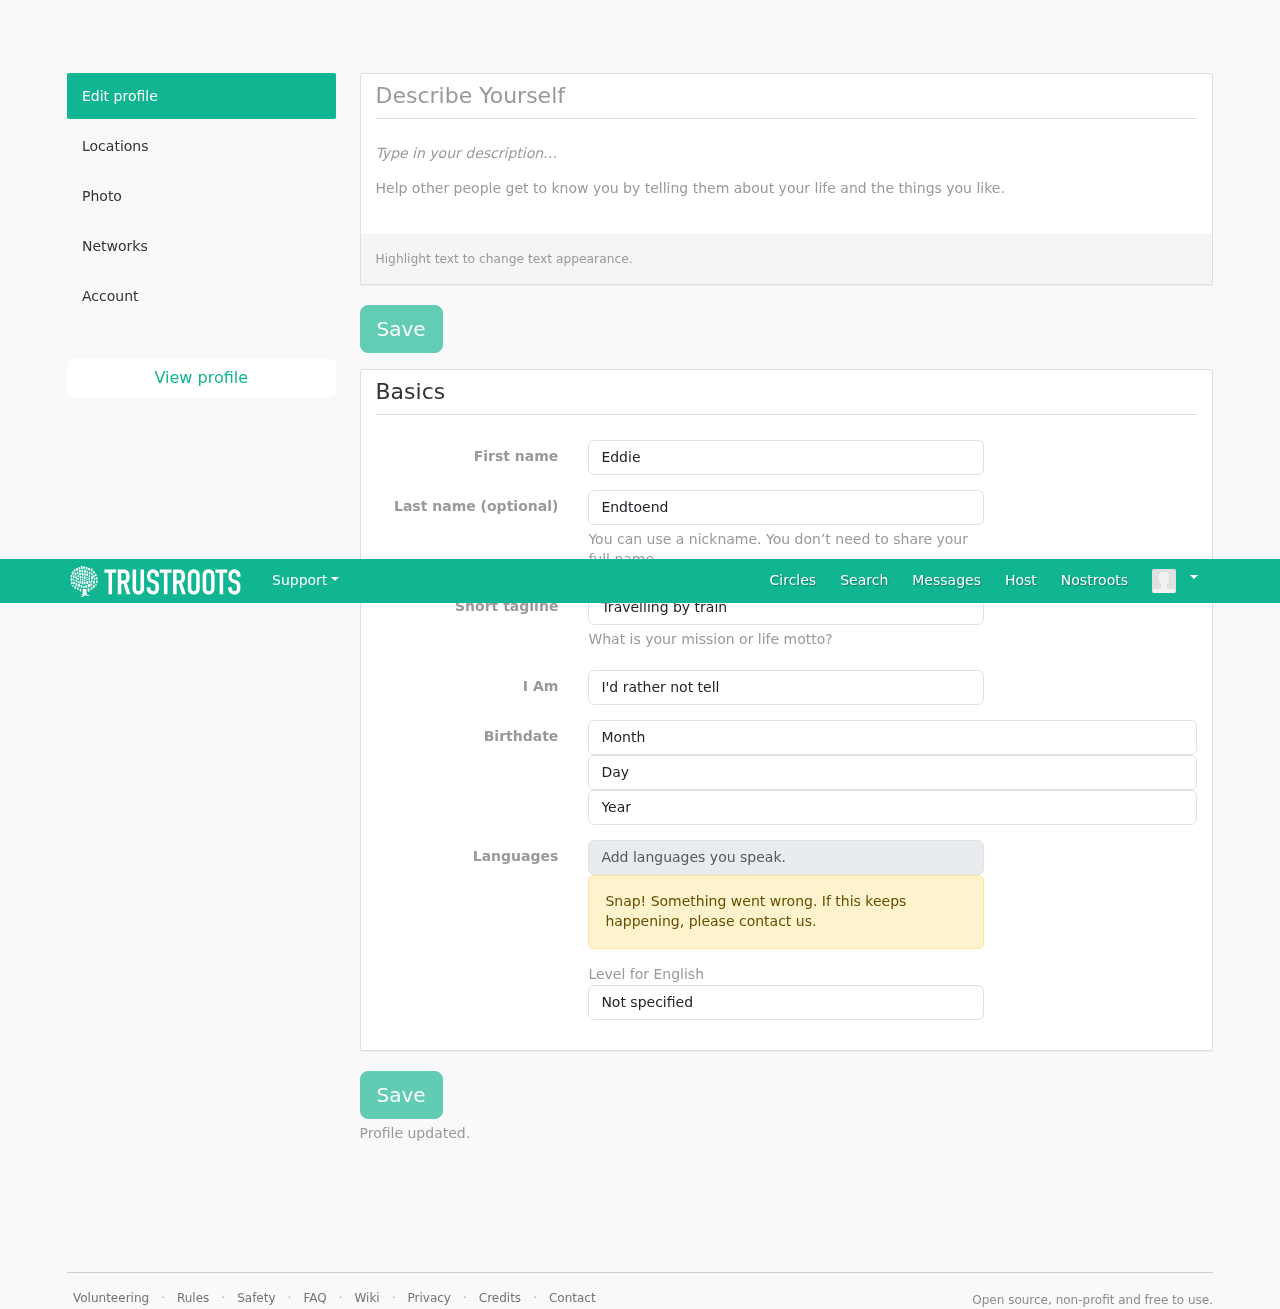 Edit profile
Locations
Photo
Networks
Account
View profile
Describe Yourself
Type in your description...
Help other people get to know you by telling them about your life and the things you like.
Highlight text to change text appearance.
Save
Basics
First name
Eddie
Last name (optional)
Endtoend
You can use a nickname. You don’t need to share your
full name.
TRUSTROOTS
Support
Circles
Search
Messages
Host
Nostroots
Short tagline
Travelling by train
What is your mission or life motto?
I Am
I'd rather not tell
Birthdate
Month
Day
Year
Languages
Add languages you speak.
Snap! Something went wrong. If this keeps
happening, please contact us.
Level for English
Not specified
Save
Profile updated.
Volunteering · Rules · Safety · FAQ · Wiki · Privacy · Credits · Contact
Open source, non-profit and free to use.